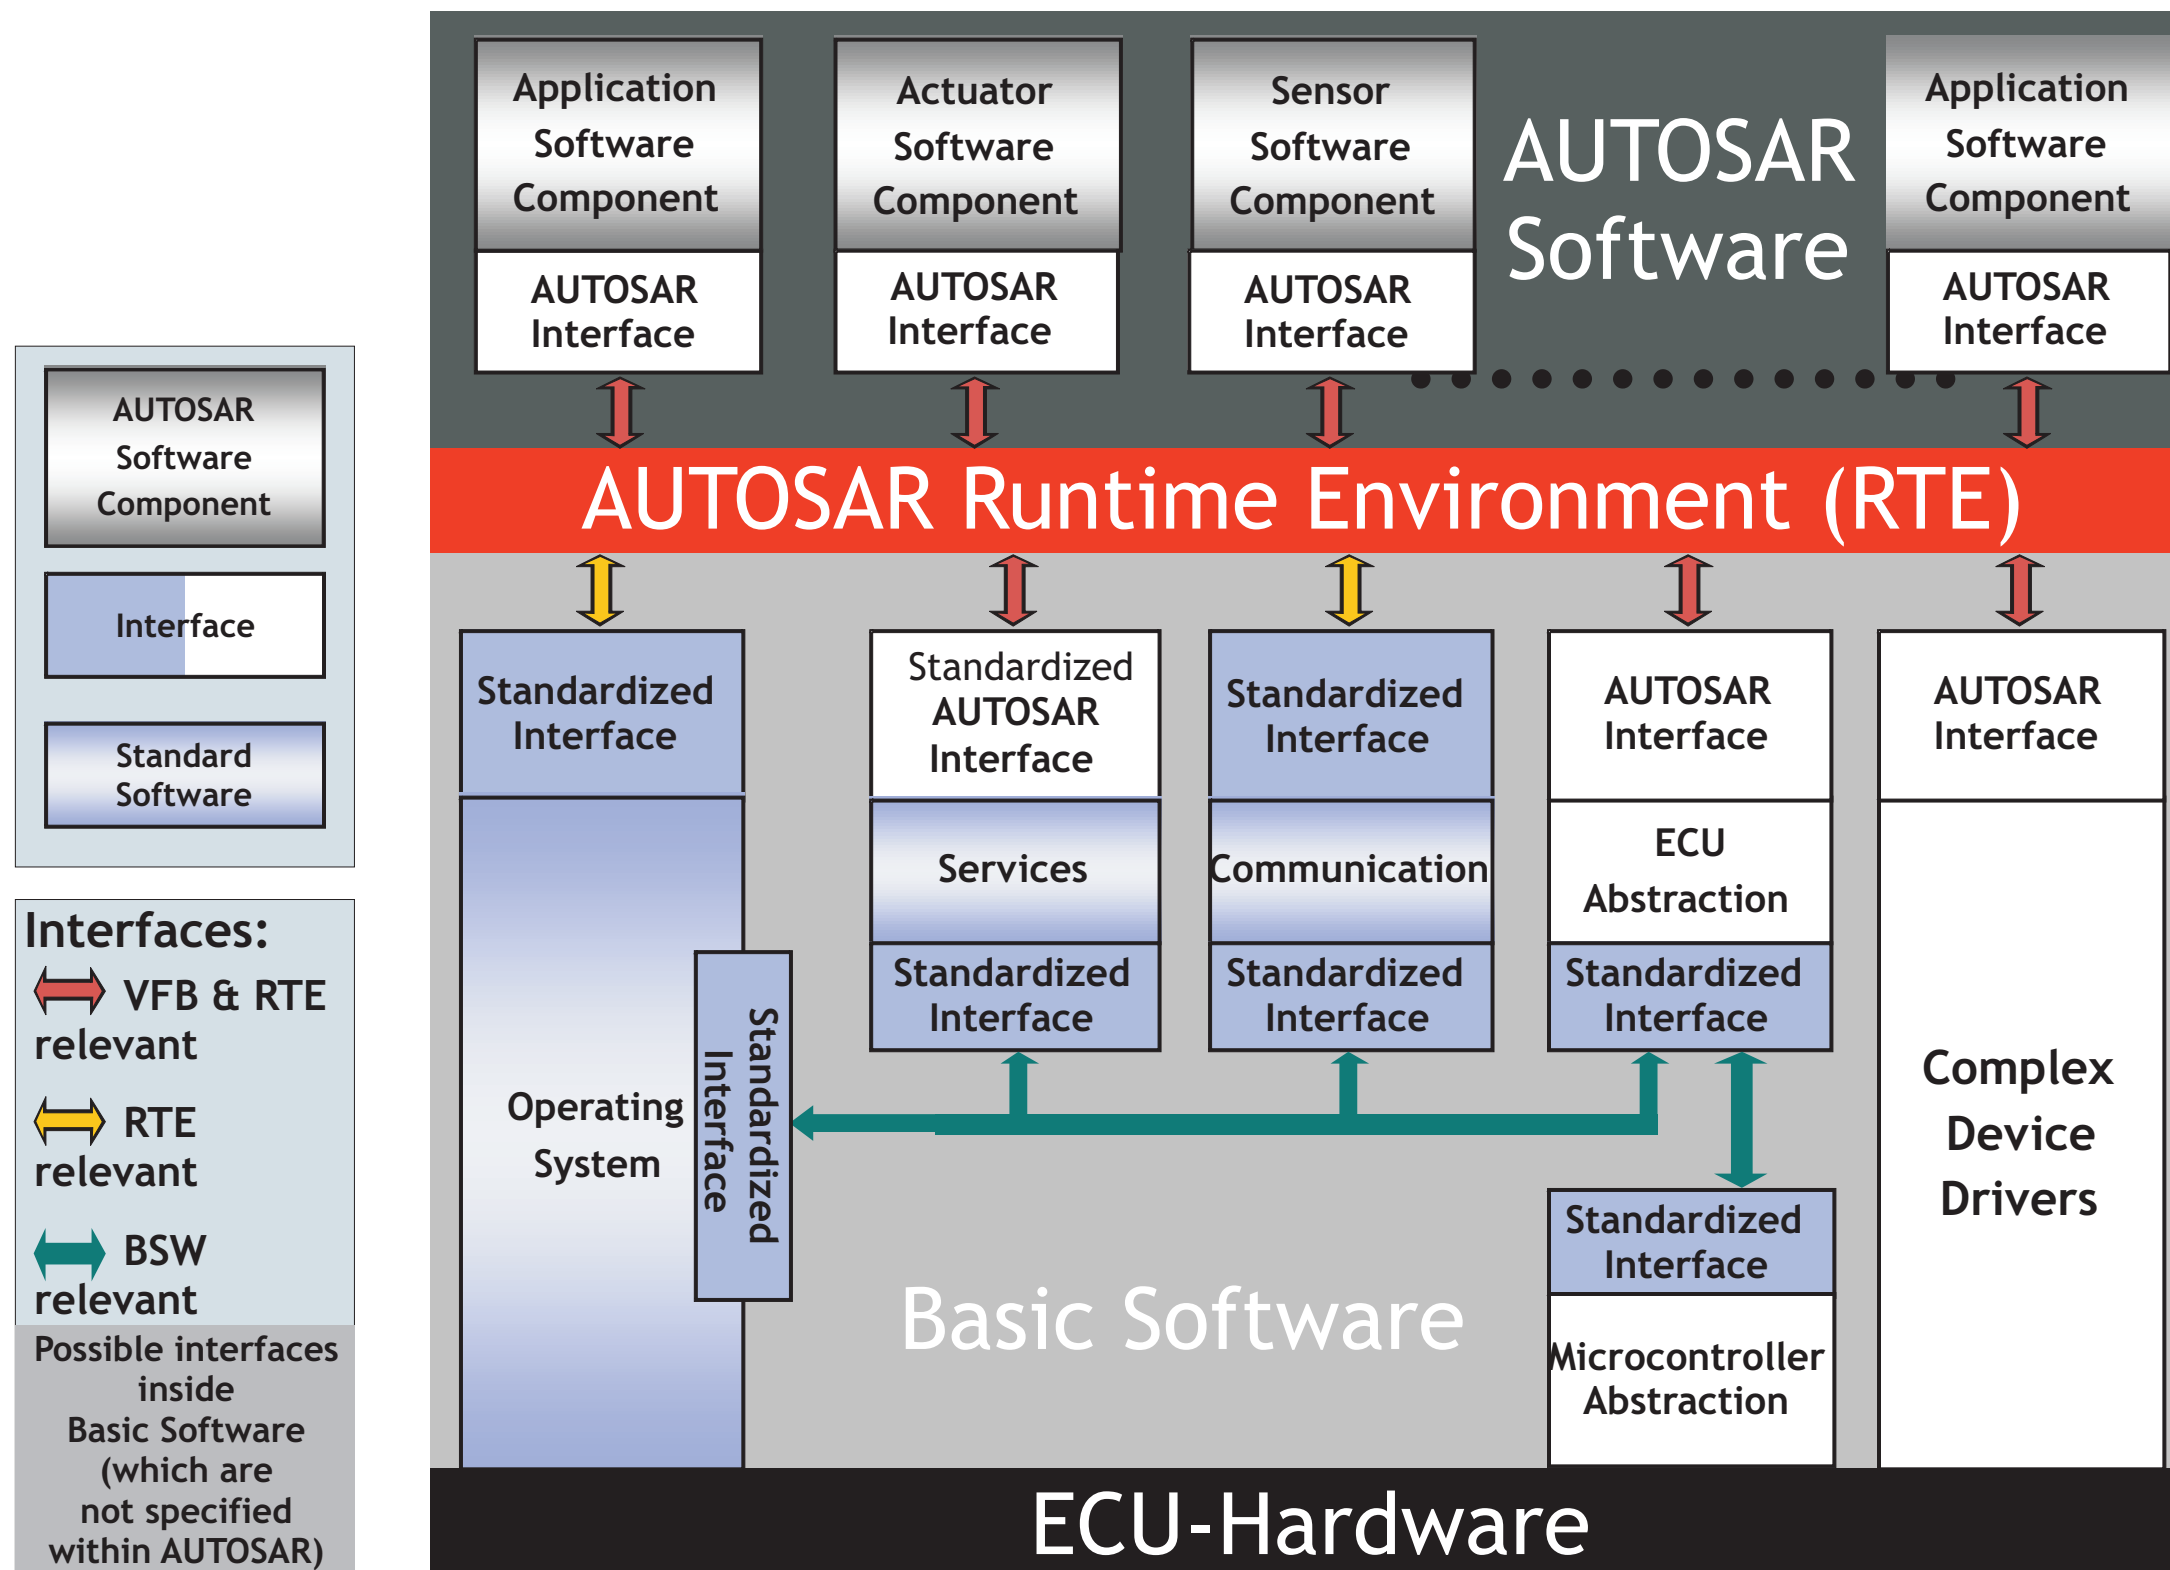 Application
Software
Component
AUTOSAR
Interface
Actuator
Software
Component
AUTOSAR
Interface
Sensor
Software
Component
AUTOSAR
Interface
AUTOSAR
Software
Application
Software
Component
AUTOSAR
Interface
AUTOSAR Runtime Environment (RTE)
Standardized
Interface
Operating
System
Standardized
Interface
Standardized
AUTOSAR
Interface
Services
Standardized
Interface
Standardized
Interface
Communication
Standardized
Interface
AUTOSAR
Interface
ECU
Abstraction
Standardized
Interface
Standardized
Interface
Microcontroller
Abstraction
AUTOSAR
Interface
Complex
Device
Drivers
Basic Software
ECU-Hardware
AUTOSAR
Software
Component
Interface
Standard
Software
Interfaces:
VFB & RTE
relevant
RTE
relevant
BSW
relevant
Possible interfaces
inside
Basic Software
(which are
not specified
within AUTOSAR)